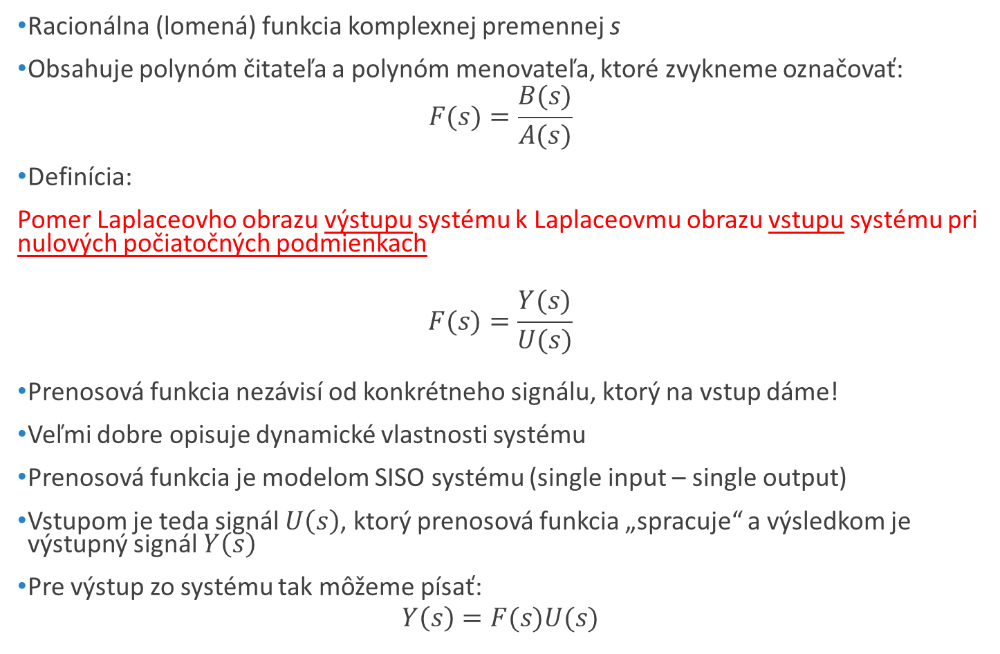 •Racionálna (lomená) funkcia komplexnej premennej s
•Obsahuje polynóm čitateľa a polynóm menovateľa, ktoré zvykneme označovať:
F(s) = B(s)/A(s)
•Definícia:
Pomer Laplaceovho obrazu výstupu systému k Laplaceovmu obrazu vstupu systému pri
nulových počiatočných podmienkach
F(s) = Y(s)/U(s)
•Prenosová funkcia nezávisí od konkrétneho signálu, ktorý na vstup dáme!
•Veľmi dobre opisuje dynamické vlastnosti systému
•Prenosová funkcia je modelom SISO systému (single input – single output)
•Vstupom je teda signál U(s), ktorý prenosová funkcia „spracuje“ a výsledkom je
výstupný signál Y(s)
•Pre výstup zo systému tak môžeme písať:
Y(s) = F(s)U(s)